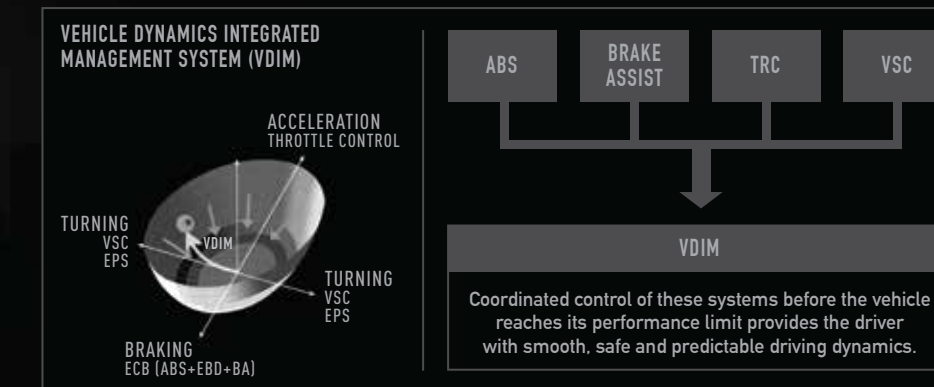 VEHICLE DYNAMICS INTEGRATED
MANAGEMENT SYSTEM (VDIM)
ACCELERATION
THROTTLE CONTROL
TURNING
VSC
EPS
VDIM
TURNING
VSC
EPS
BRAKING
ECB (ABS+EBD+BA)
ABS
BRAKE
ASSIST
TRC
VSC
VDIM
Coordinated control of these systems before the vehicle
reaches its performance limit provides the driver
with smooth, safe and predictable driving dynamics.